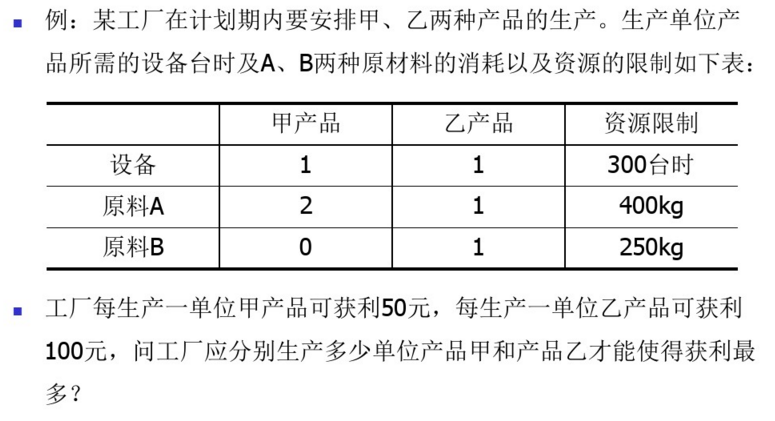 例：某工厂在计划期内要安排甲、乙两种产品的生产。生产单位产
品所需的设备台时及A、B两种原材料的消耗以及资源的限制如下表：
甲产品 乙产品 资源限制
设备 1 1 300台时
原料A 2 1 400kg
原料B 0 1 250kg
工厂每生产一单位甲产品可获利50元，每生产一单位乙产品可获利
100元，问工厂应分别生产多少单位产品甲和产品乙才能使得获利最
多？